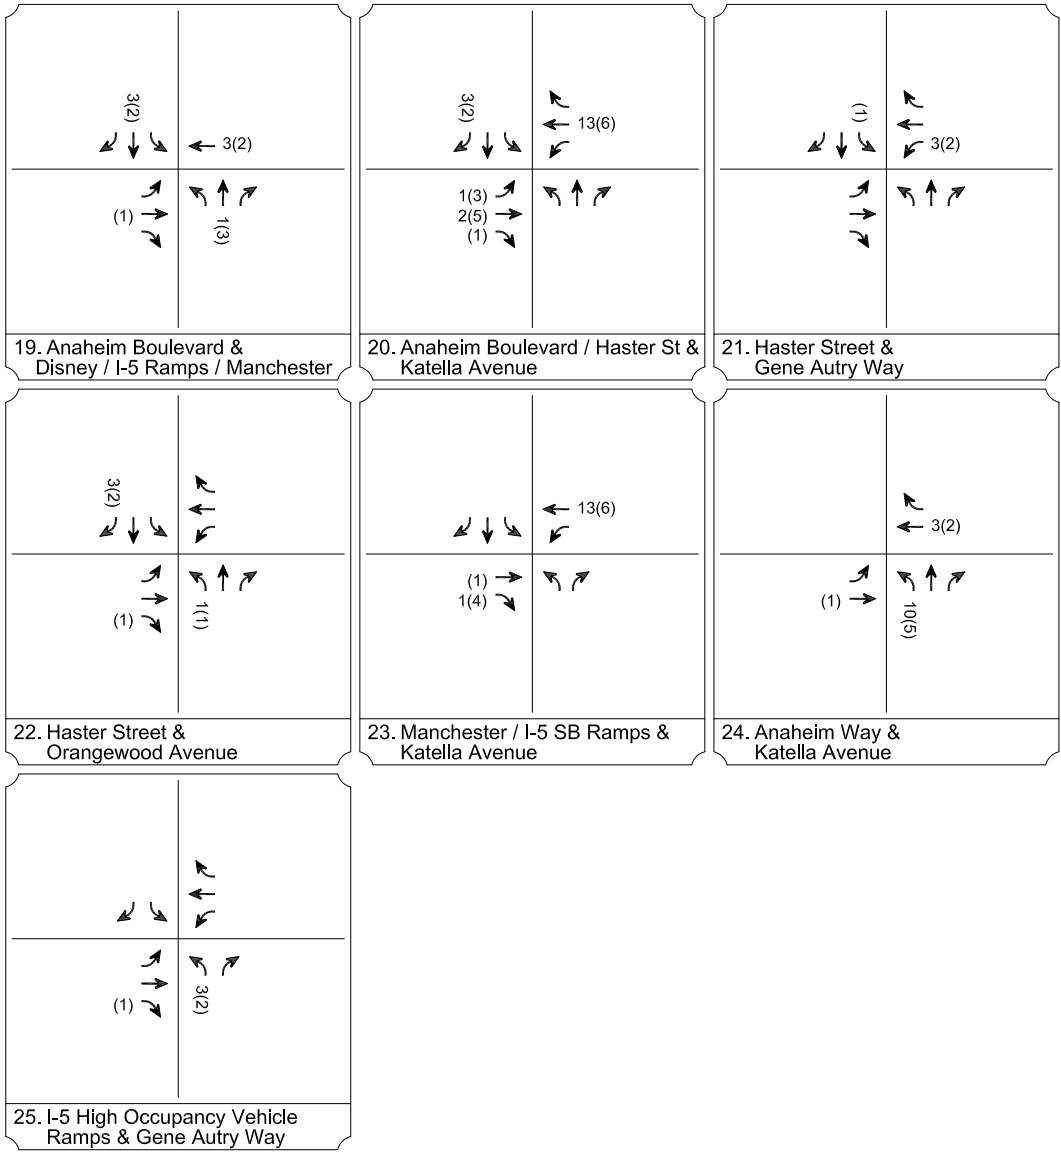 3(2)
3(2)
(1)
1(3)
19. Anaheim Boulevard &
Disney / I-5 Ramps / Manchester
3(2)
13(6)
1(3)
2(5)
(1)
20. Anaheim Boulevard / Haster St &
Katella Avenue
(1)
3(2)
21. Haster Street &
Gene Autry Way
3(2)
(1)
1(1)
22. Haster Street &
Orangewood Avenue
13(6)
(1)
1(4)
23. Manchester / I-5 SB Ramps &
Katella Avenue
3(2)
(1)
10(5)
24. Anaheim Way &
Katella Avenue
(1)
3(2)
25. I-5 High Occupancy Vehicle
Ramps & Gene Autry Way